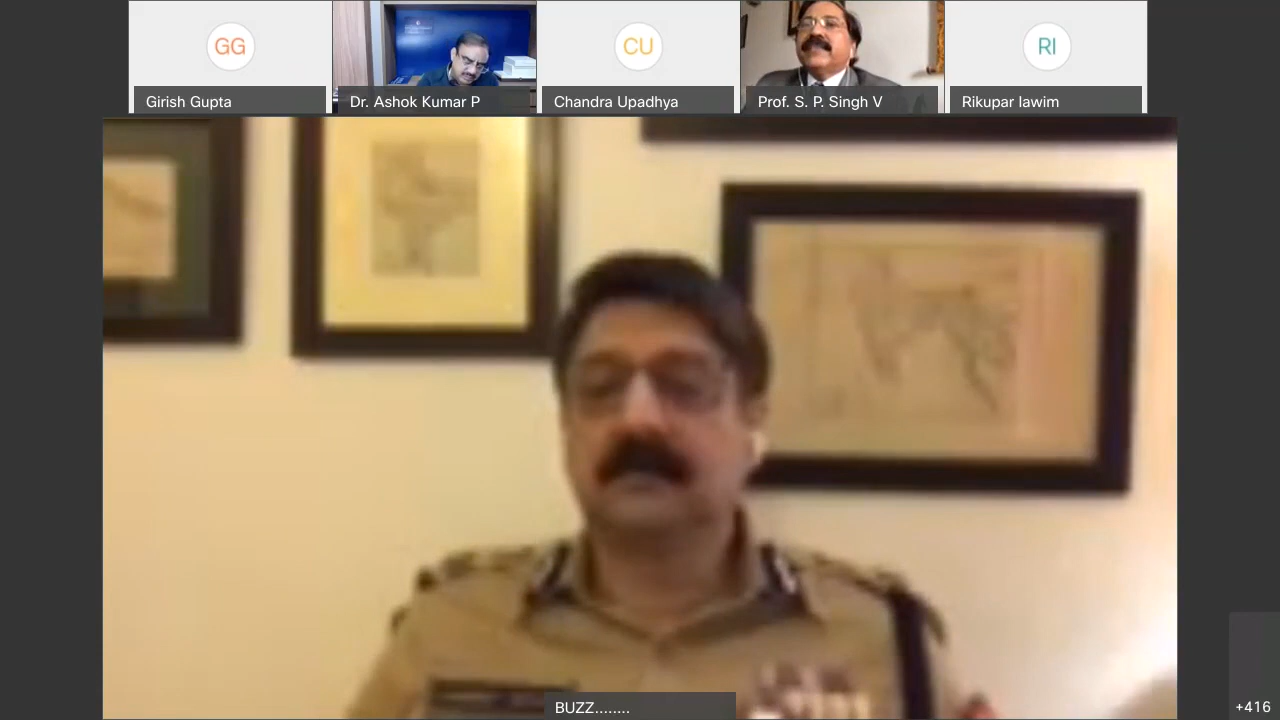 GG
CU
RI
Girish Gupta
Dr. Ashok Kumar P
Chandra Upadhya
Prof. S. P. Singh V
Rikupar lawim
BUZZ........
+416